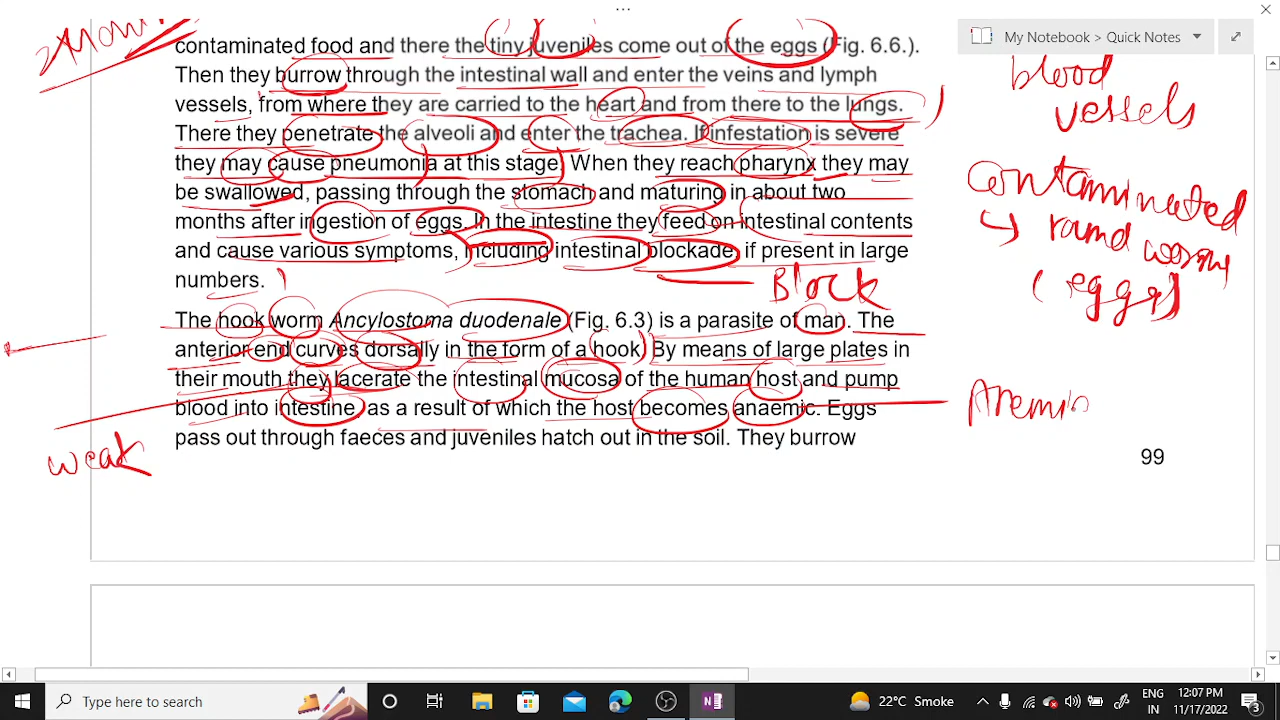 ...
My Notebook > Quick Notes
contaminated food and there the tiny juveniles come out of the eggs (Fig. 6.6.).
Then they burrow through the intestinal wall and enter the veins and lymph
vessels, from where they are carried to the heart and from there to the lungs.
There they penetrate the alveoli and enter the trachea. If infestation is severe
they may cause pneumonia at this stage. When they reach pharynx they may
be swallowed, passing through the stomach and maturing in about two
months after ingestion of eggs. In the intestine they feed on intestinal contents
and cause various symptoms, including intestinal blockade, if present in large
numbers.
The hook worm Ancylostoma duodenale (Fig. 6.3) is a parasite of man. The
anterior end curves dorsally in the form of a hook. By means of large plates in
their mouth they lacerate the intestinal mucosa of the human host and pump
blood into intestine as a result of which the host becomes anaemic. Eggs
pass out through faeces and juveniles hatch out in the soil. They burrow
99
blood
vessels
contaminated
round worm
(eggs)
Block
weak
Type here to search
22°C Smoke
ENG
IN
12:07 PM
11/17/2022
3